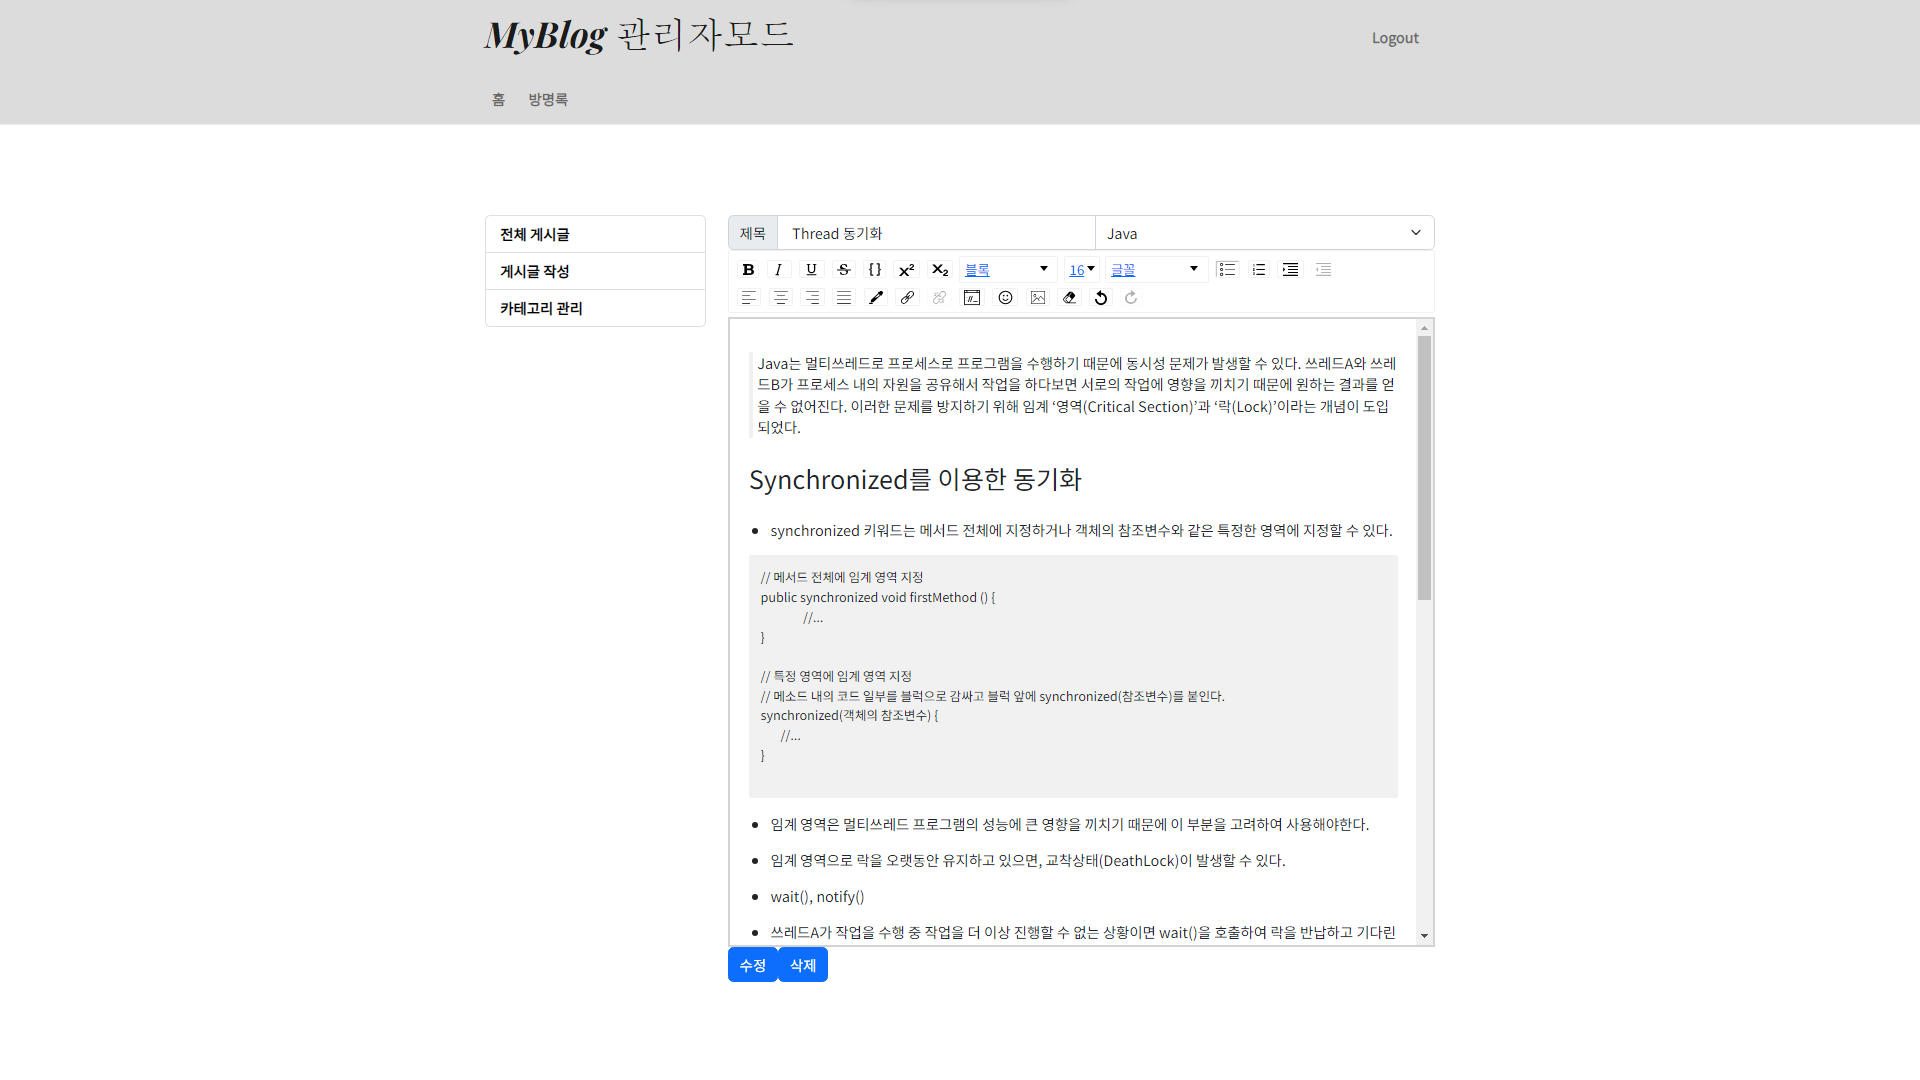 MyBlog 관리자모드
Logout
홈 방명록
전체 게시글
게시글 작성
카테고리 관리
제목 Thread 동기화 Java
B I U S {} X² X₂ 블록 16 글꼴
Java는 멀티쓰레드로 프로세스로 프로그램을 수행하기 때문에 동시성 문제가 발생할 수 있다. 쓰레드A와 쓰레
드B가 프로세스 내의 자원을 공유해서 작업을 하다보면 서로의 작업에 영향을 끼치기 때문에 원하는 결과를 얻
을 수 없어진다. 이러한 문제를 방지하기 위해 임계 ‘영역(Critical Section)’과 ‘락(Lock)’이라는 개념이 도입
되었다.
Synchronized를 이용한 동기화
• synchronized 키워드는 메서드 전체에 지정하거나 객체의 참조변수와 같은 특정한 영역에 지정할 수 있다.
// 메서드 전체에 임계 영역 지정
public synchronized void firstMethod () {
//...
}
// 특정 영역에 임계 영역 지정
// 메소드 내의 코드 일부를 블럭으로 감싸고 블럭 앞에 synchronized(참조변수)를 붙인다.
synchronized(객체의 참조변수) {
//...
}
• 임계 영역은 멀티쓰레드 프로그램의 성능에 큰 영향을 끼치기 때문에 이 부분을 고려하여 사용해야한다.
• 임계 영역으로 락을 오랫동안 유지하고 있으면, 교착상태(DeathLock)이 발생할 수 있다.
• wait(), notify()
• 쓰레드A가 작업을 수행 중 작업을 더 이상 진행할 수 없는 상황이면 wait()을 호출하여 락을 반납하고 기다린
수정 삭제